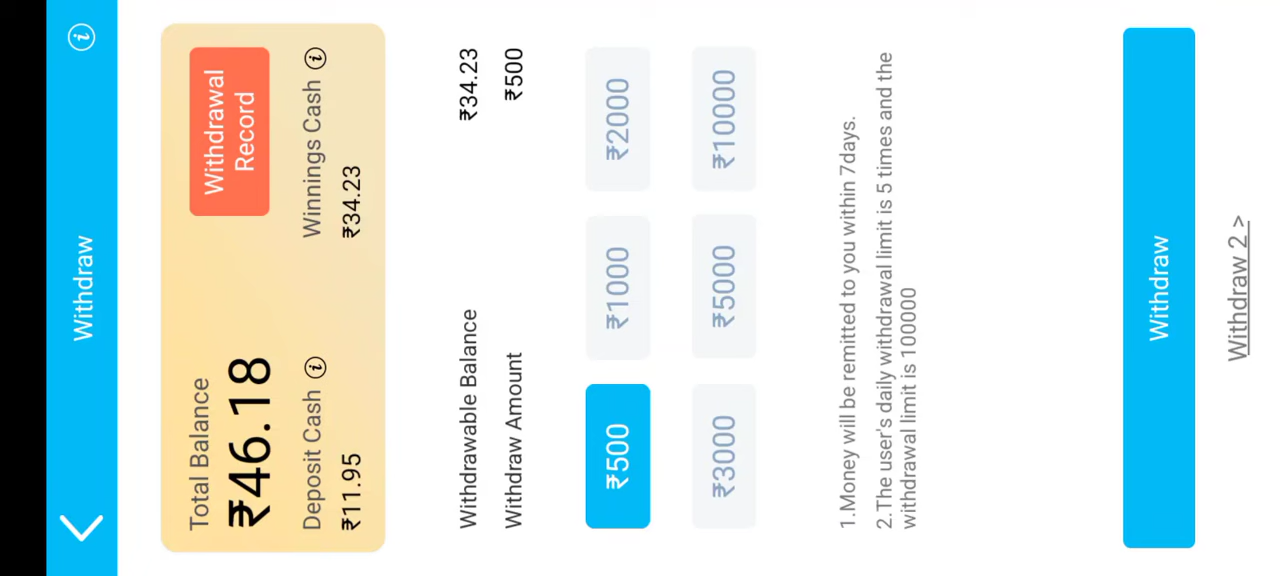 Withdraw
Total Balance
₹46.18
Withdrawal
Record
Deposit Cash
Winnings Cash
₹11.95
₹34.23
Withdrawable Balance
₹34.23
Withdraw Amount
₹500
₹500
₹1000
₹2000
₹3000
₹5000
₹10000
1.Money will be remitted to you within 7days.
2.The user's daily withdrawal limit is 5 times and the
withdrawal limit is 100000
Withdraw
Withdraw 2 >